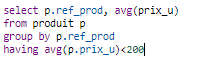 select p.ref_prod, avg(prix_u)
from produit p
group by p.ref_prod
having avg(p.prix_u)<200